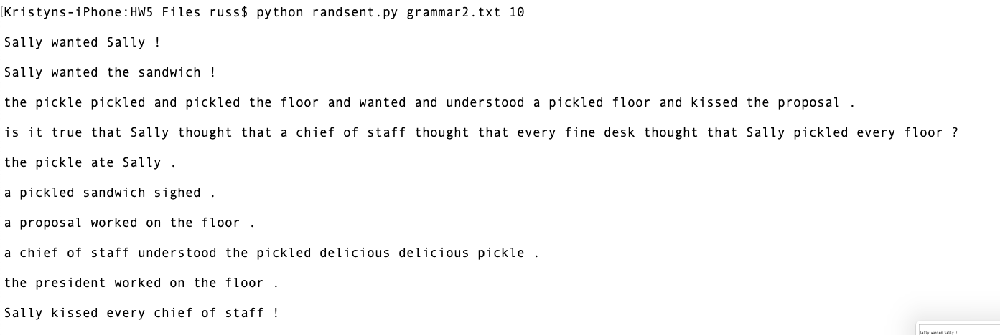 Kristyns-iPhone:HW5 Files russ$ python randsent.py grammar2.txt 10
Sally wanted Sally !
Sally wanted the sandwich !
the pickle pickled and pickled the floor and wanted and understood a pickled floor and kissed the proposal .
is it true that Sally thought that a chief of staff thought that every fine desk thought that Sally pickled every floor ?
the pickle ate Sally .
a pickled sandwich sighed .
a proposal worked on the floor .
a chief of staff understood the pickled delicious delicious pickle .
the president worked on the floor .
Sally kissed every chief of staff !
Sally wanted Sally !